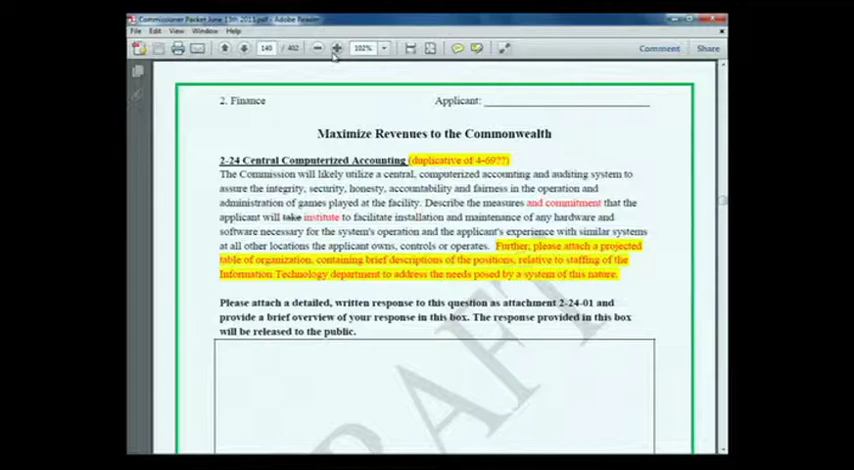 Commissioner Packet June 13th 2013.pdf - Adobe Reader
File Edit View Window Help
140 / 402 102% Comment Share
2. Finance Applicant:
Maximize Revenues to the Commonwealth
2-24 Central Computerized Accounting (duplicative of 4-69??)
The Commission will likely utilize a central, computerized accounting and auditing system to
assure the integrity, security, honesty, accountability and fairness in the operation and
administration of games played at the facility. Describe the measures and commitment that the
applicant will take institute to facilitate installation and maintenance of any hardware and
software necessary for the system's operation and the applicant's experience with similar systems
at all other locations the applicant owns, controls or operates. Further, please attach a projected
table of organization, containing brief descriptions of the positions, relative to staffing of the
Information Technology department to address the needs posed by a system of this nature.
Please attach a detailed, written response to this question as attachment 2-24-01 and
provide a brief overview of your response in this box. The response provided in this box
will be released to the public.
DRAFT